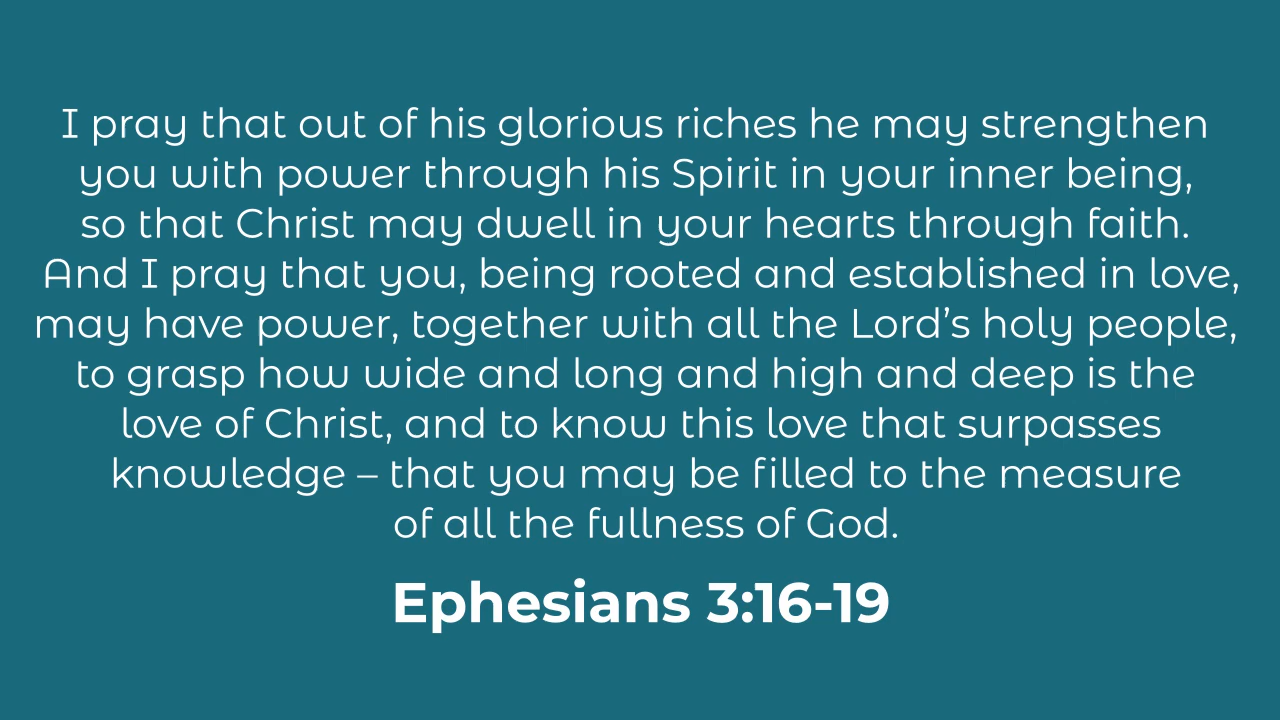 I pray that out of his glorious riches he may strengthen
you with power through his Spirit in your inner being,
so that Christ may dwell in your hearts through faith.
And I pray that you, being rooted and established in love,
may have power, together with all the Lord’s holy people,
to grasp how wide and long and high and deep is the
love of Christ, and to know this love that surpasses
knowledge – that you may be filled to the measure
of all the fullness of God.
Ephesians 3:16-19